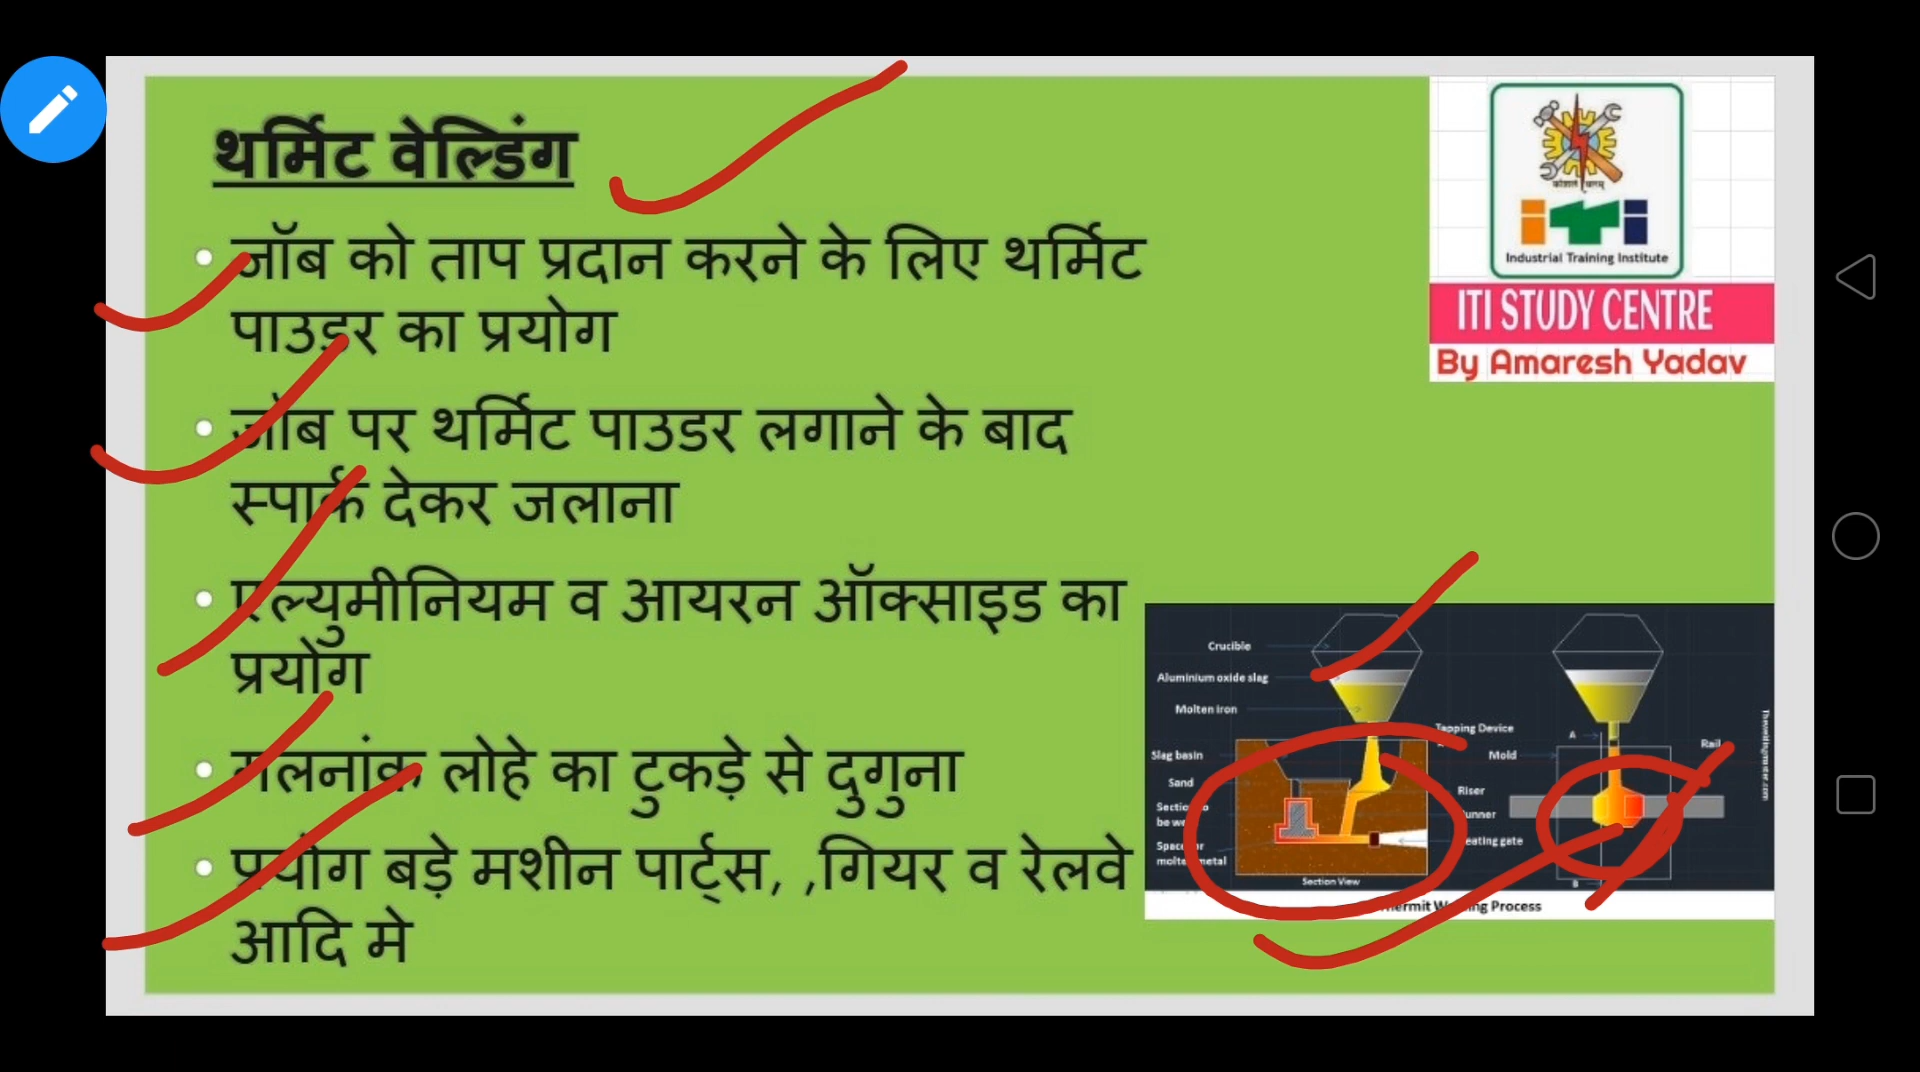 थर्मिट वेल्डिंग
जॉब को ताप प्रदान करने के लिए थर्मिट
पाउडर का प्रयोग
जॉब पर थर्मिट पाउडर लगाने के बाद
स्पार्क देकर जलाना
एल्युमीनियम व आयरन ऑक्साइड का
प्रयोग
गलनांक लोहे का टुकड़े से दुगुना
प्रयोग बड़े मशीन पार्ट्स, ,गियर व रेलवे
आदि मे
Industrial Training Institute
ITI STUDY CENTRE
By Amaresh Yadav
Crucible
Aluminium oxide slag
Molten iron
Slag basin
Sand
Tapping Device
Mold
Riser
Section View
A
B
Rail
Process